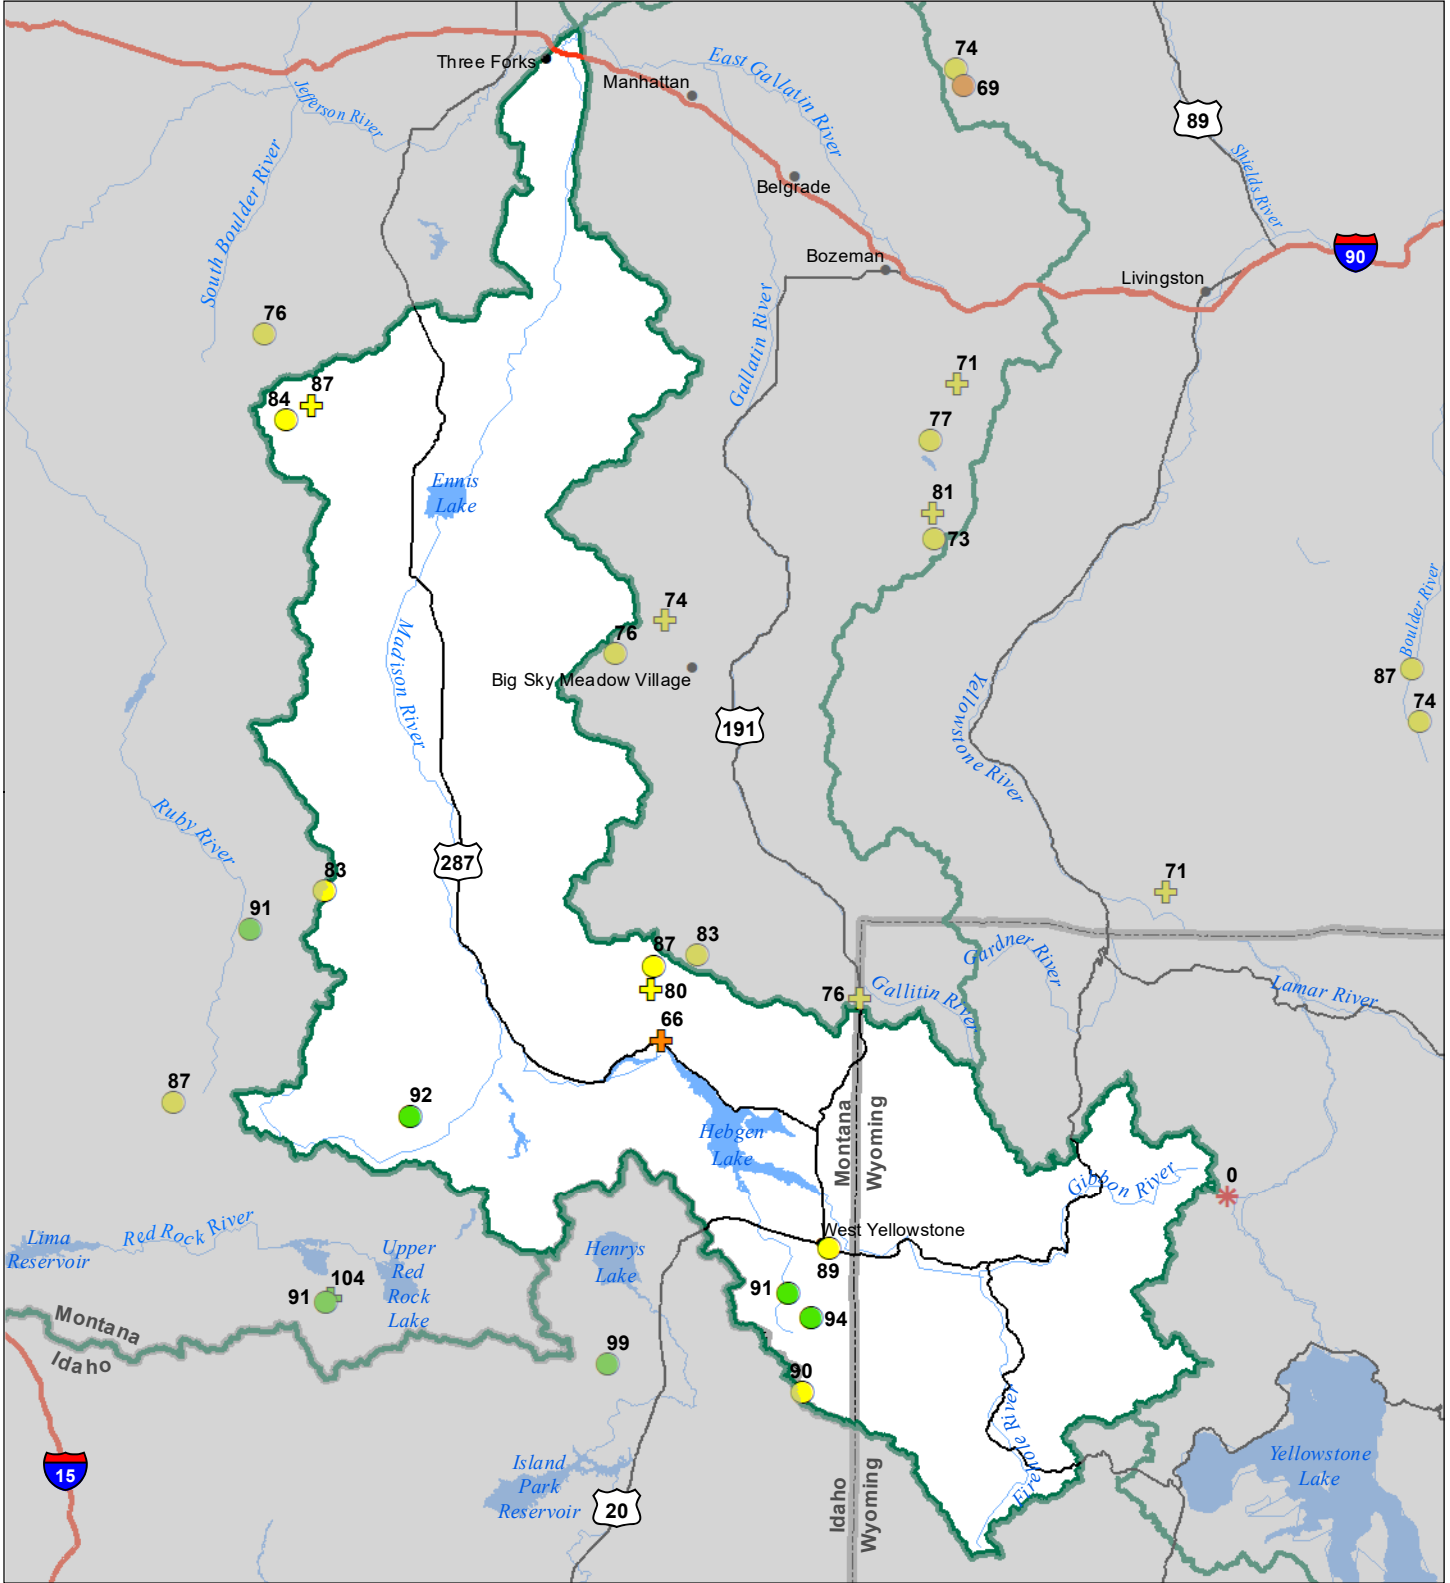 Three Forks
Manhattan
East Gallatin River
74
69
89
Jefferson River
Shields River
South Boulder River
Belgrade
Bozeman
Livingston
90
76
Gallatin River
71
87
84
77
Ennis
Lake
81
73
74
76
Big Sky Meadow Village
Madison River
Boulder River
87
74
191
Yellowstone River
Ruby River
287
83
91
71
87
83
80
76
Gallitin River
Gardner River
Lamar River
66
87
92
Hebgen
Lake
Montana
Wyoming
Gibbon River
0
West Yellowstone
89
Lima
Reservoir
Red Rock River
Upper
Red
Rock
Lake
Henrys
Lake
104
91
91
94
Montana
Idaho
99
90
Firehole River
15
Island
Park
Reservoir
20
Idaho
Wyoming
Yellowstone
Lake